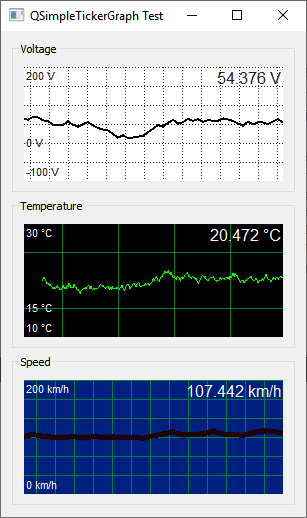 QSimpleTickerGraph Test
Voltage
200 V
54.376 V
0 V
-100 V
Temperature
30 °C
20.472 °C
15 °C
10 °C
Speed
200 km/h
107.442 km/h
0 km/h